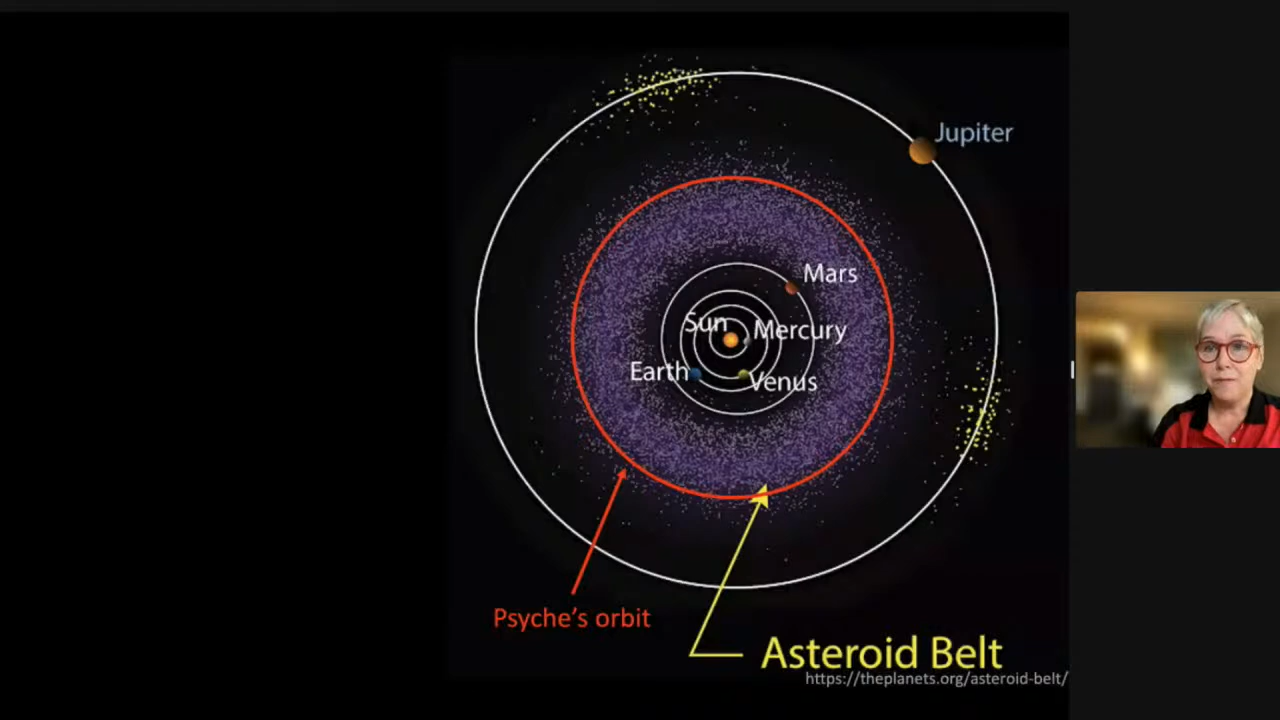 Jupiter
Mars
Sun
Mercury
Earth
Venus
Psyche's orbit
Asteroid Belt
https://theplanets.org/asteroid-belt/